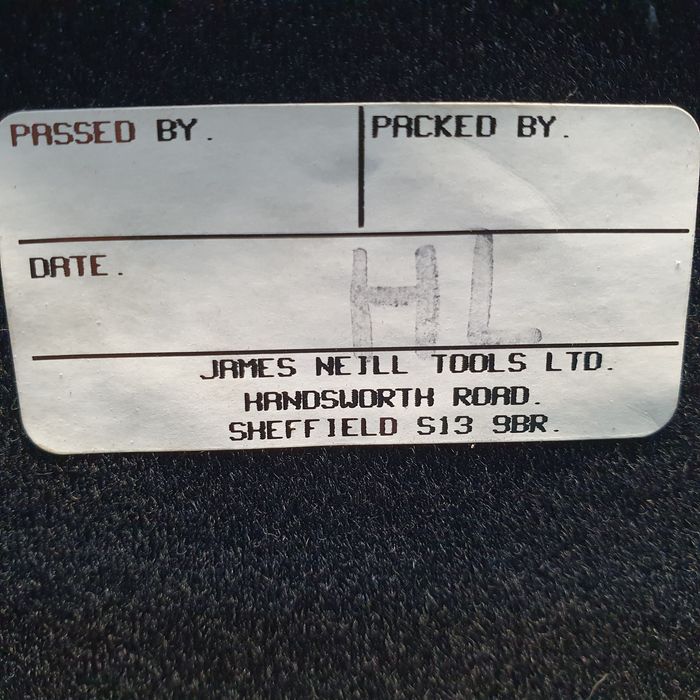 PASSED BY.
PACKED BY.
DATE.
HL
JAMES NEILL TOOLS LTD.
HANDSWORTH ROAD.
SHEFFIELD S13 9BR.